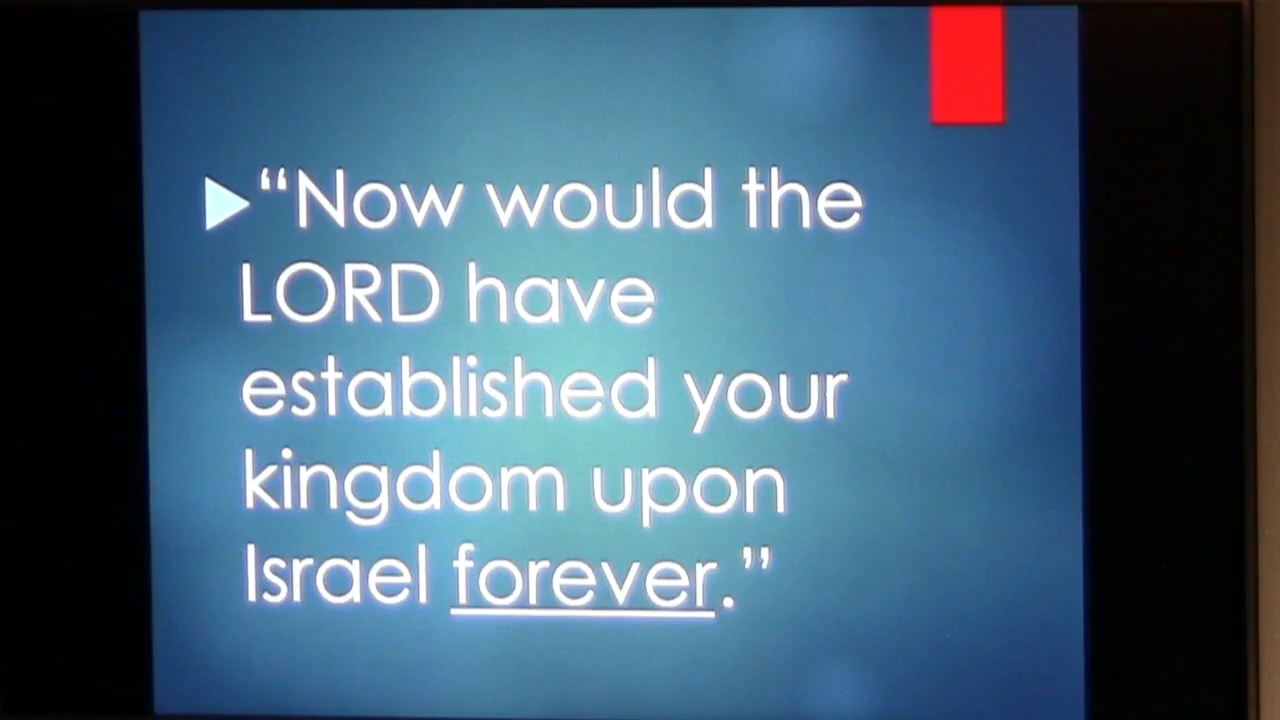 “Now would the
LORD have
established your
kingdom upon
Israel forever.”